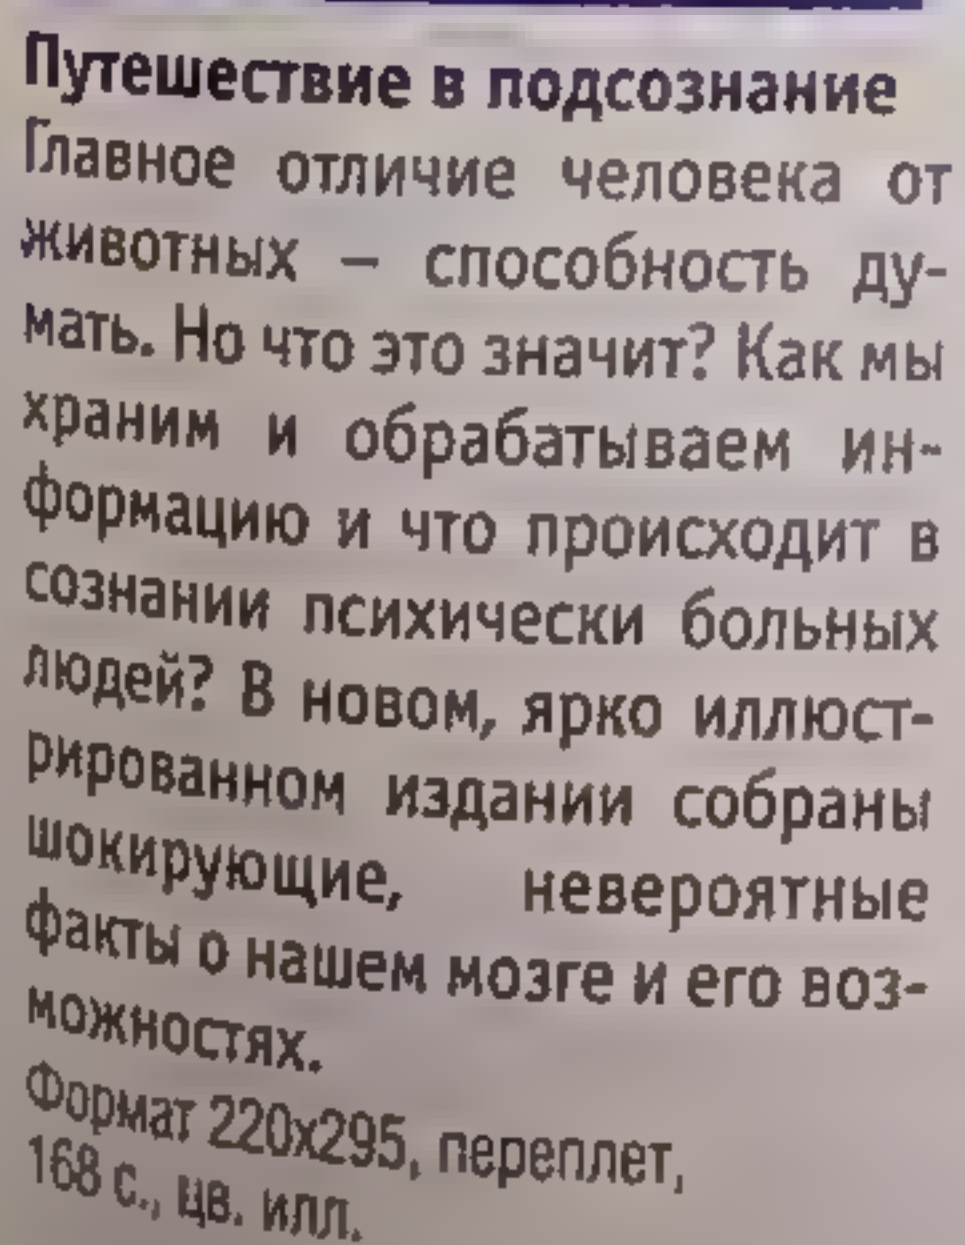 Путешествие в подсознание
Главное отличие человека от
животных – способность ду-
мать. Но что это значит? Как мы
храним и обрабатываем ин-
формацию и что происходит в
сознании психически больных
людей? В новом, ярко иллюст-
рированном издании собраны
шокирующие, невероятные
факты о нашем мозге и его воз-
можностях.
Формат 220х295, переплет,
168 с., цв. илл.